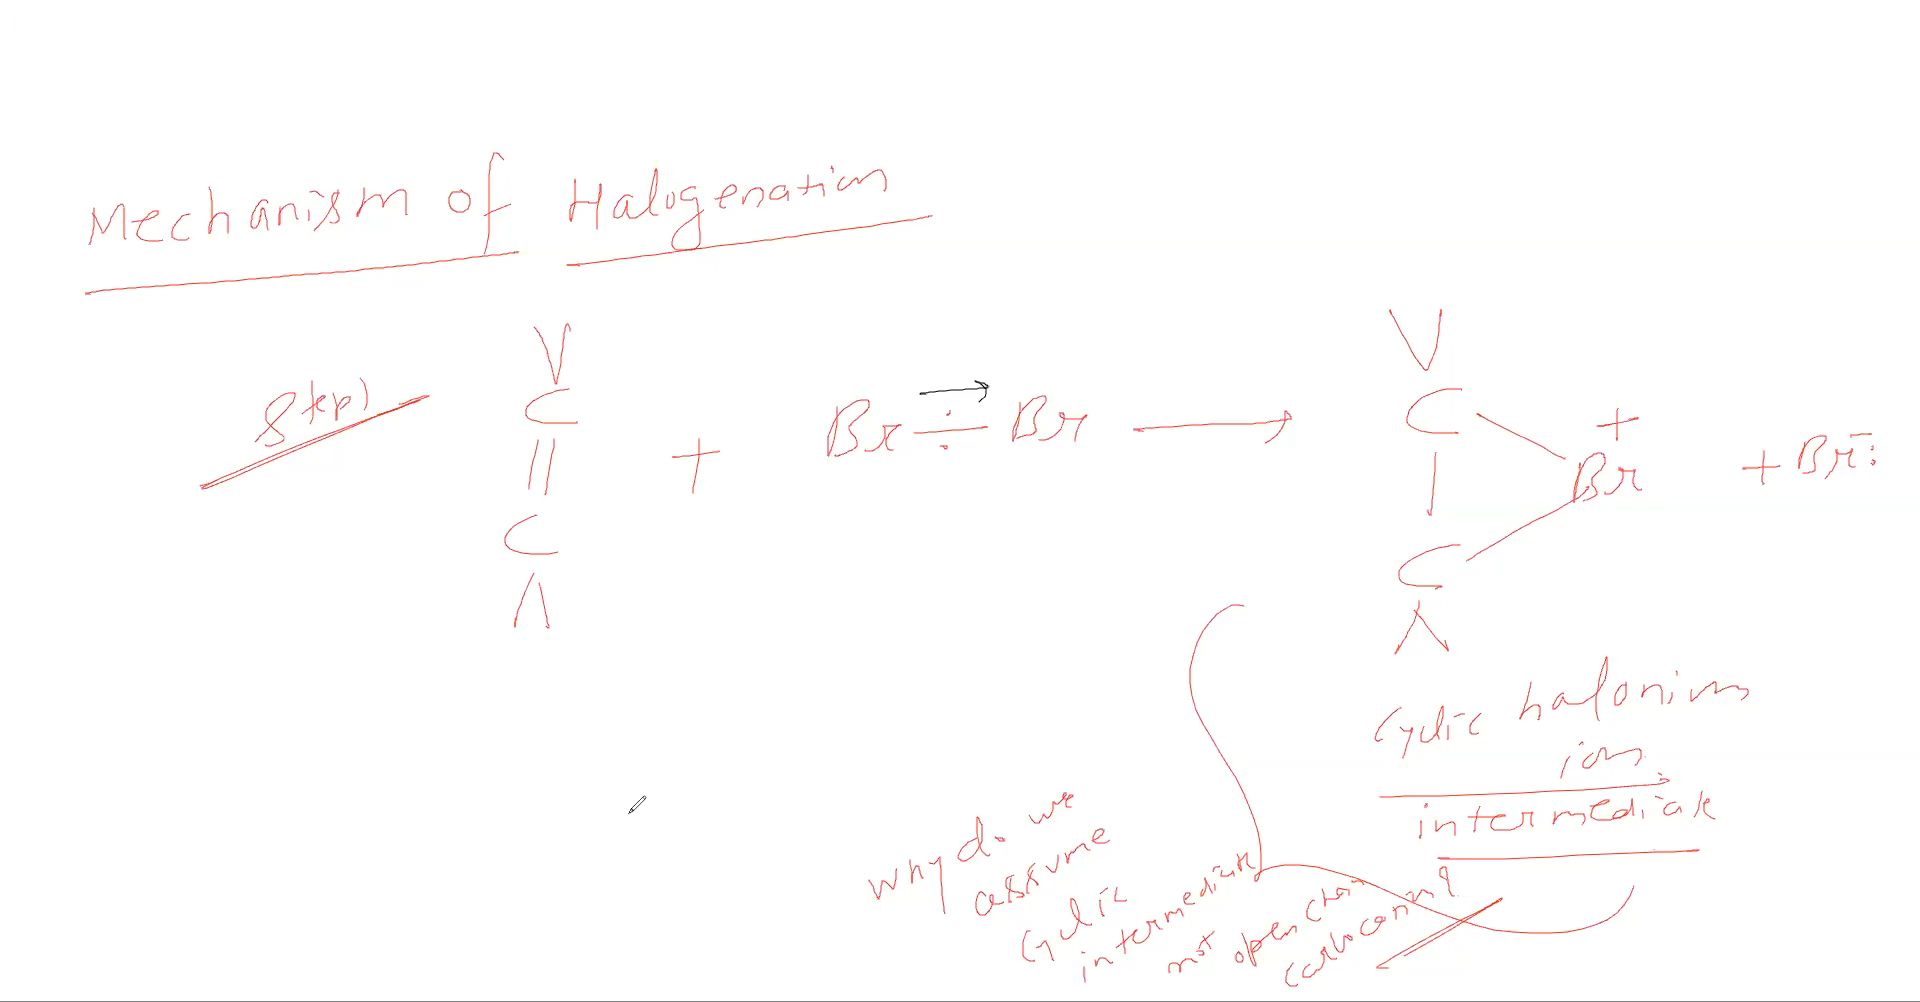 Mechanism of Halogenation
Step 1
C
C
+ Br Br
C
C
+
Br
+ Br⁻:
Cyclic halonium
ion
intermediate
why do we
assume
cyclic
intermediate
not open chain
carbocation?